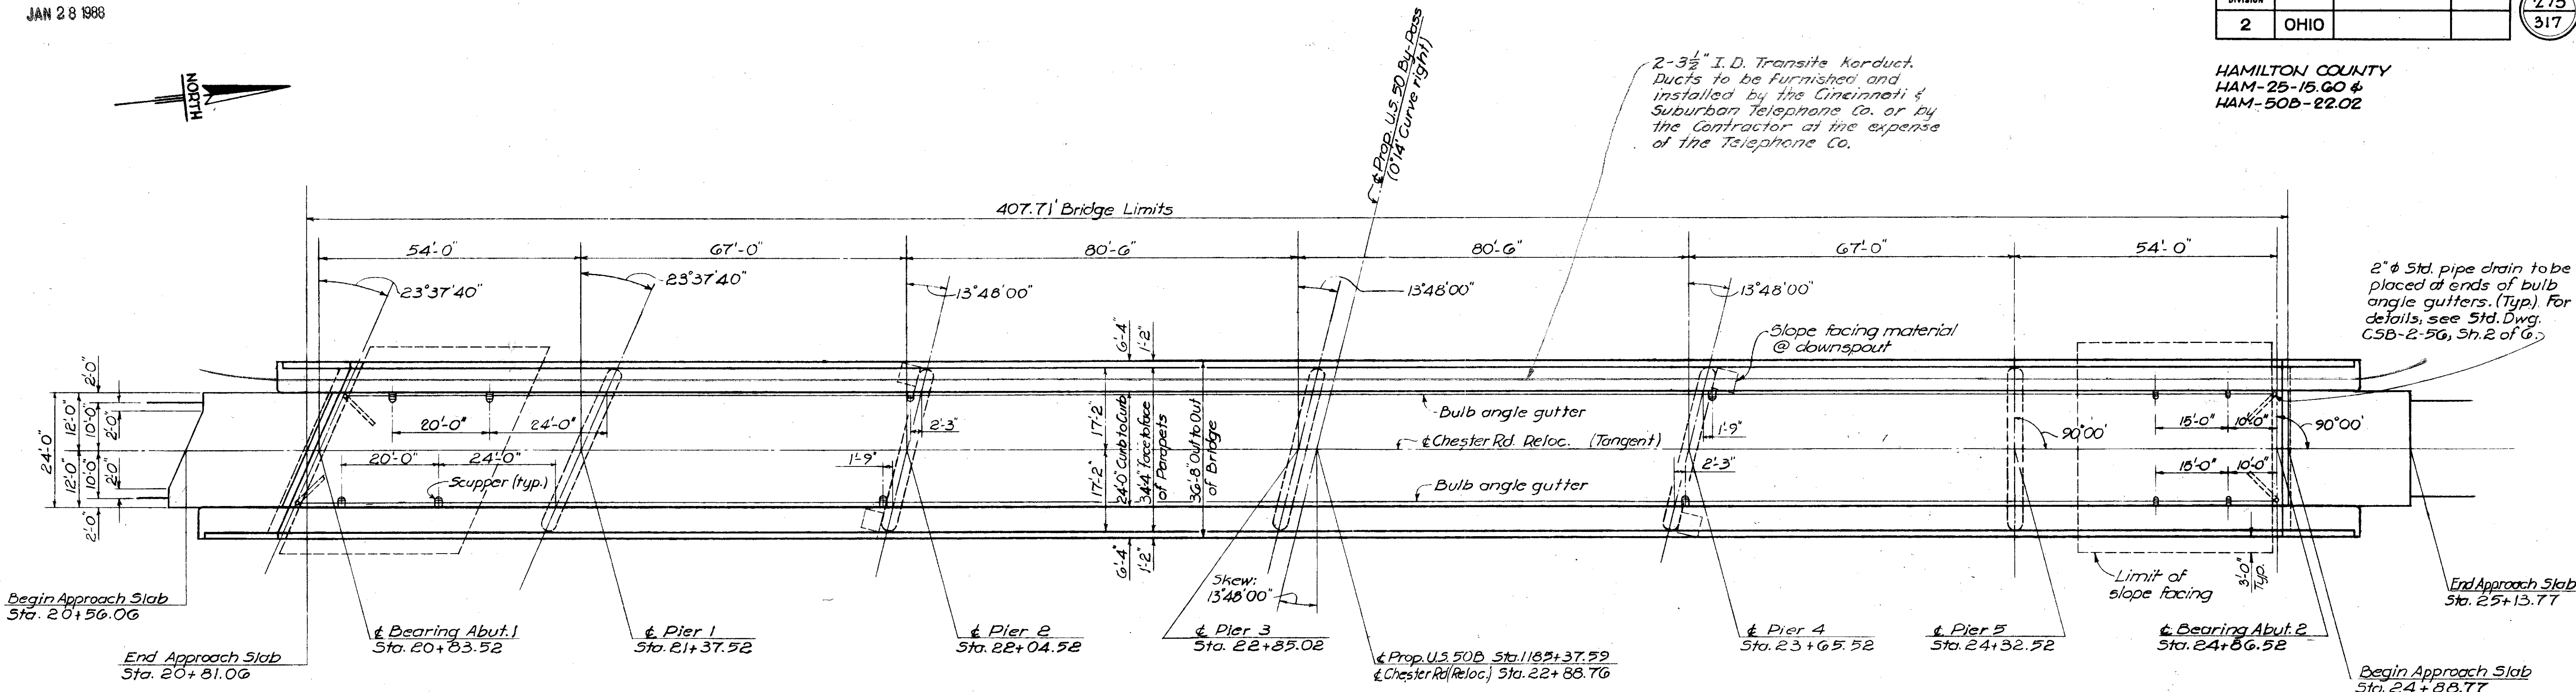 JAN 28 1988
DIVISION
2 OHIO
275
317
HAMILTON COUNTY
HAM-25-15.60 &
HAM-50B-22.02
NORTH
℄ Prop. U.S. 50 By-Pass
(0°14' Curve right)
2-3½" I.D. Transite Korduct.
Ducts to be furnished and
installed by the Cincinnati &
Suburban Telephone Co. or by
the Contractor at the expense
of the Telephone Co.
407.71' Bridge Limits
54'-0"
67'-0"
80'-6"
80'-6"
67'-0"
54'-0"
23°37'40"
23°37'40"
13°48'00"
13°48'00"
13°48'00"
2"φ Std. pipe drain to be
placed at ends of bulb
angle gutters. (Typ.) For
details, see Std. Dwg.
CSB-2-56, Sh. 2 of 6.
Slope facing material
@ downspout
6'-4"
1'-2"
2'-0"
24'-0"
12'-0"
12'-0"
10'-0"
10'-0"
2'-0"
2'-0"
2'-0"
20'-0"
24'-0"
20'-0"
24'-0"
Scupper (typ.)
2'-3"
1'-9"
17'-2"
17'-2"
24'-0" Curb to Curb
34'-4" face to face
of Parapets
36'-8" Out to Out
of Bridge
Bulb angle gutter
℄ Chester Rd. Reloc. (Tangent)
Bulb angle gutter
1'-9"
2'-3"
90°00'
15'-0"
10'-0"
90°00'
15'-0"
10'-0"
6'-4"
1'-2"
Skew:
13°48'00"
Limit of
slope facing
3'-0"
Typ.
Begin Approach Slab
Sta. 20+56.06
End Approach Slab
Sta. 20+81.06
℄ Bearing Abut. 1
Sta. 20+83.52
℄ Pier 1
Sta. 21+37.52
℄ Pier 2
Sta. 22+04.52
℄ Pier 3
Sta. 22+85.02
℄ Prop. U.S. 50B Sta. 1185+37.59
℄ Chester Rd (Reloc.) Sta. 22+88.76
℄ Pier 4
Sta. 23+65.52
℄ Pier 5
Sta. 24+32.52
℄ Bearing Abut. 2
Sta. 24+86.52
Begin Approach Slab
Sta. 24+88.77
End Approach Slab
Sta. 25+13.77